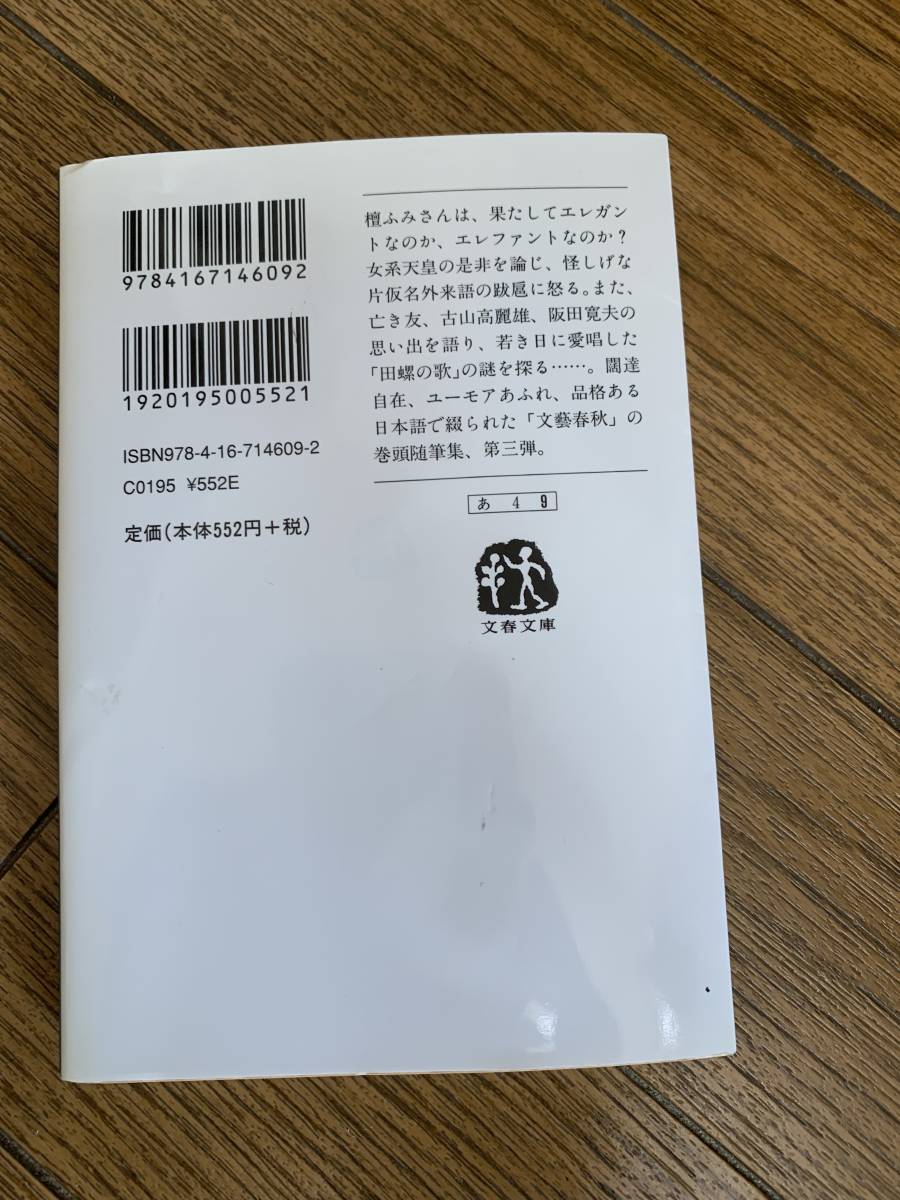 9784167146092
1920195005521
ISBN978-4-16-714609-2
C0195 ¥552E
定価(本体552円+税)
檀ふみさんは、果たしてエレガン
トなのか、エレファントなのか?
女系天皇の是非を論じ、怪しげな
片仮名外来語の跋扈に怒る。また、
亡き友、古山高麗雄、阪田寛夫の
思い出を語り、若き日に愛唱した
「田螺の歌」の謎を探る……。闊達
自在、ユーモアあふれ、品格ある
日本語で綴られた「文藝春秋」の
巻頭随筆集、第三弾。
あ 4 9
文春文庫